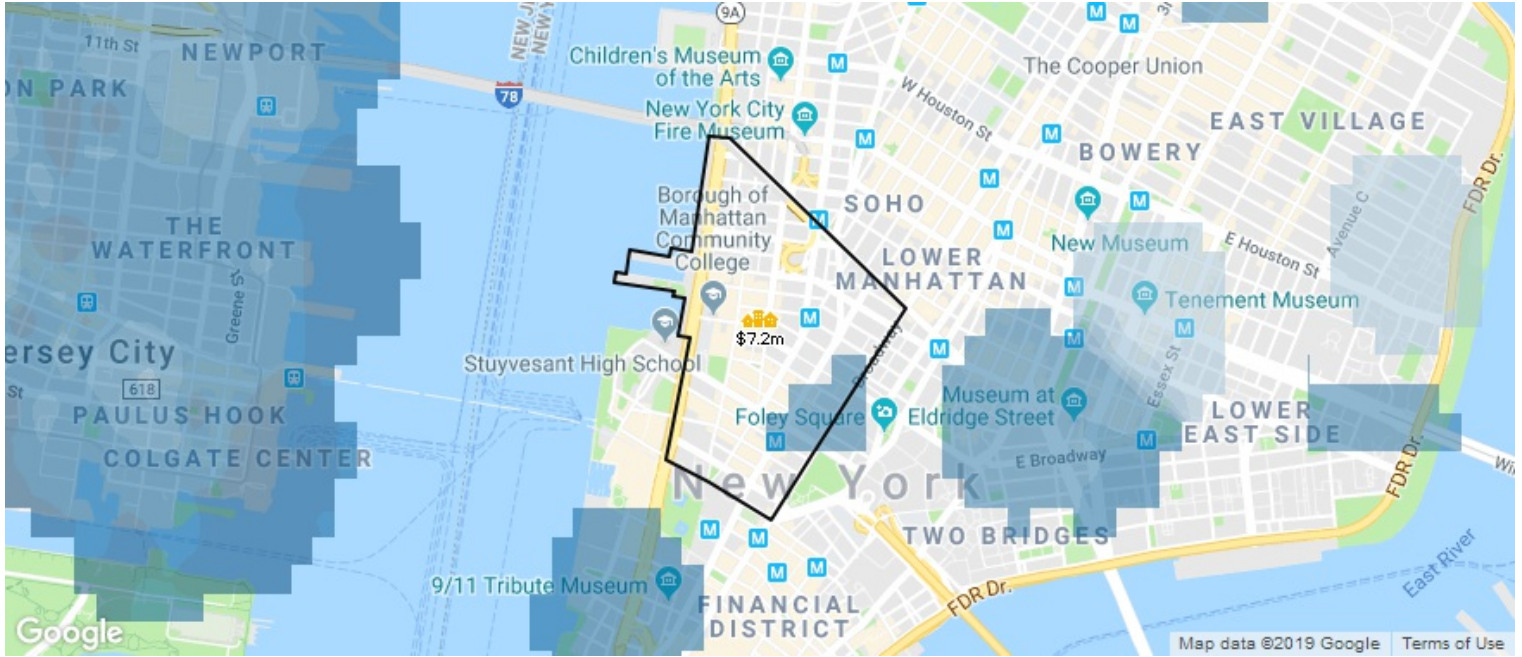 11th St
NEWPORT
ON PARK
THE
WATERFRONT
Greene St
ersey City
St
618
PAULUS HOOK
COLGATE CENTER
NEW
78
9A
Children's Museum
of the Arts
New York City
Fire Museum
Borough of
Manhattan
Community
College
$7.2m
Stuyvesant High School
Foley Square
Broadway
New York
9/11 Tribute Museum
FINANCIAL
DISTRICT
SOHO
LOWER
MANHATTAN
W Houston St
The Cooper Union
EAST VILLAGE
BOWERY
New Museum
E Houston St
Avenue C
FDR Dr.
Tenement Museum
Essex St
Museum at
Eldridge Street
E Broadway
LOWER
EAST SIDE
TWO BRIDGES
FDR Dr.
FDR Dr.
East River
Google
Map data ©2019 Google
Terms of Use